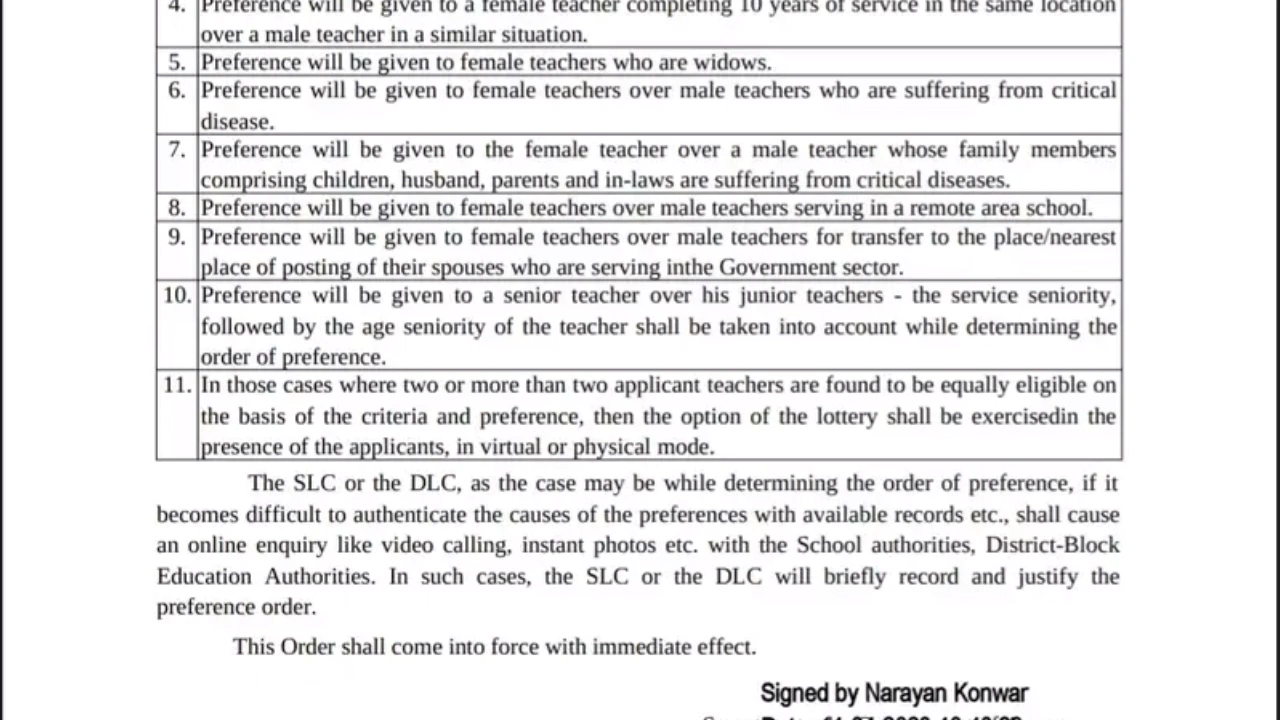 4. Preference will be given to a female teacher completing 10 years of service in the same location
over a male teacher in a similar situation.
5. Preference will be given to female teachers who are widows.
6. Preference will be given to female teachers over male teachers who are suffering from critical
disease.
7. Preference will be given to the female teacher over a male teacher whose family members
comprising children, husband, parents and in-laws are suffering from critical diseases.
8. Preference will be given to female teachers over male teachers serving in a remote area school.
9. Preference will be given to female teachers over male teachers for transfer to the place/nearest
place of posting of their spouses who are serving inthe Government sector.
10. Preference will be given to a senior teacher over his junior teachers - the service seniority,
followed by the age seniority of the teacher shall be taken into account while determining the
order of preference.
11. In those cases where two or more than two applicant teachers are found to be equally eligible on
the basis of the criteria and preference, then the option of the lottery shall be exercisedin the
presence of the applicants, in virtual or physical mode.
The SLC or the DLC, as the case may be while determining the order of preference, if it
becomes difficult to authenticate the causes of the preferences with available records etc., shall cause
an online enquiry like video calling, instant photos etc. with the School authorities, District-Block
Education Authorities. In such cases, the SLC or the DLC will briefly record and justify the
preference order.
This Order shall come into force with immediate effect.
Signed by Narayan Konwar